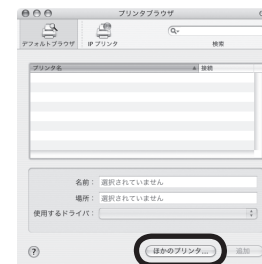 プリンタブラウザ
デフォルトブラウザ IP プリンタ 検索
プリンタ名 接続
名前： 選択されていません
場所： 選択されていません
使用するドライバ：
? ほかのプリンタ... 追加